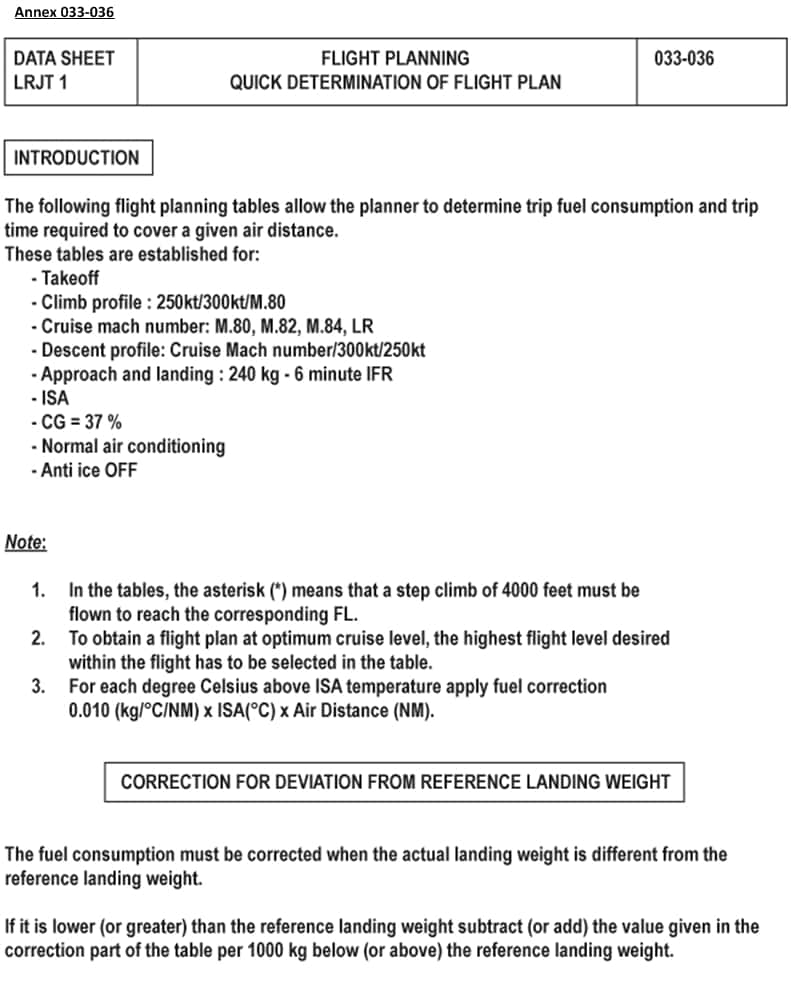 Annex 033-036
DATA SHEET
LRJT 1
FLIGHT PLANNING
QUICK DETERMINATION OF FLIGHT PLAN
033-036
INTRODUCTION
The following flight planning tables allow the planner to determine trip fuel consumption and trip
time required to cover a given air distance.
These tables are established for:
- Takeoff
- Climb profile : 250kt/300kt/M.80
- Cruise mach number: M.80, M.82, M.84, LR
- Descent profile: Cruise Mach number/300kt/250kt
- Approach and landing : 240 kg - 6 minute IFR
- ISA
- CG = 37 %
- Normal air conditioning
- Anti ice OFF
Note:
1. In the tables, the asterisk (*) means that a step climb of 4000 feet must be
flown to reach the corresponding FL.
2. To obtain a flight plan at optimum cruise level, the highest flight level desired
within the flight has to be selected in the table.
3. For each degree Celsius above ISA temperature apply fuel correction
0.010 (kg/°C/NM) x ISA(°C) x Air Distance (NM).
CORRECTION FOR DEVIATION FROM REFERENCE LANDING WEIGHT
The fuel consumption must be corrected when the actual landing weight is different from the
reference landing weight.
If it is lower (or greater) than the reference landing weight subtract (or add) the value given in the
correction part of the table per 1000 kg below (or above) the reference landing weight.